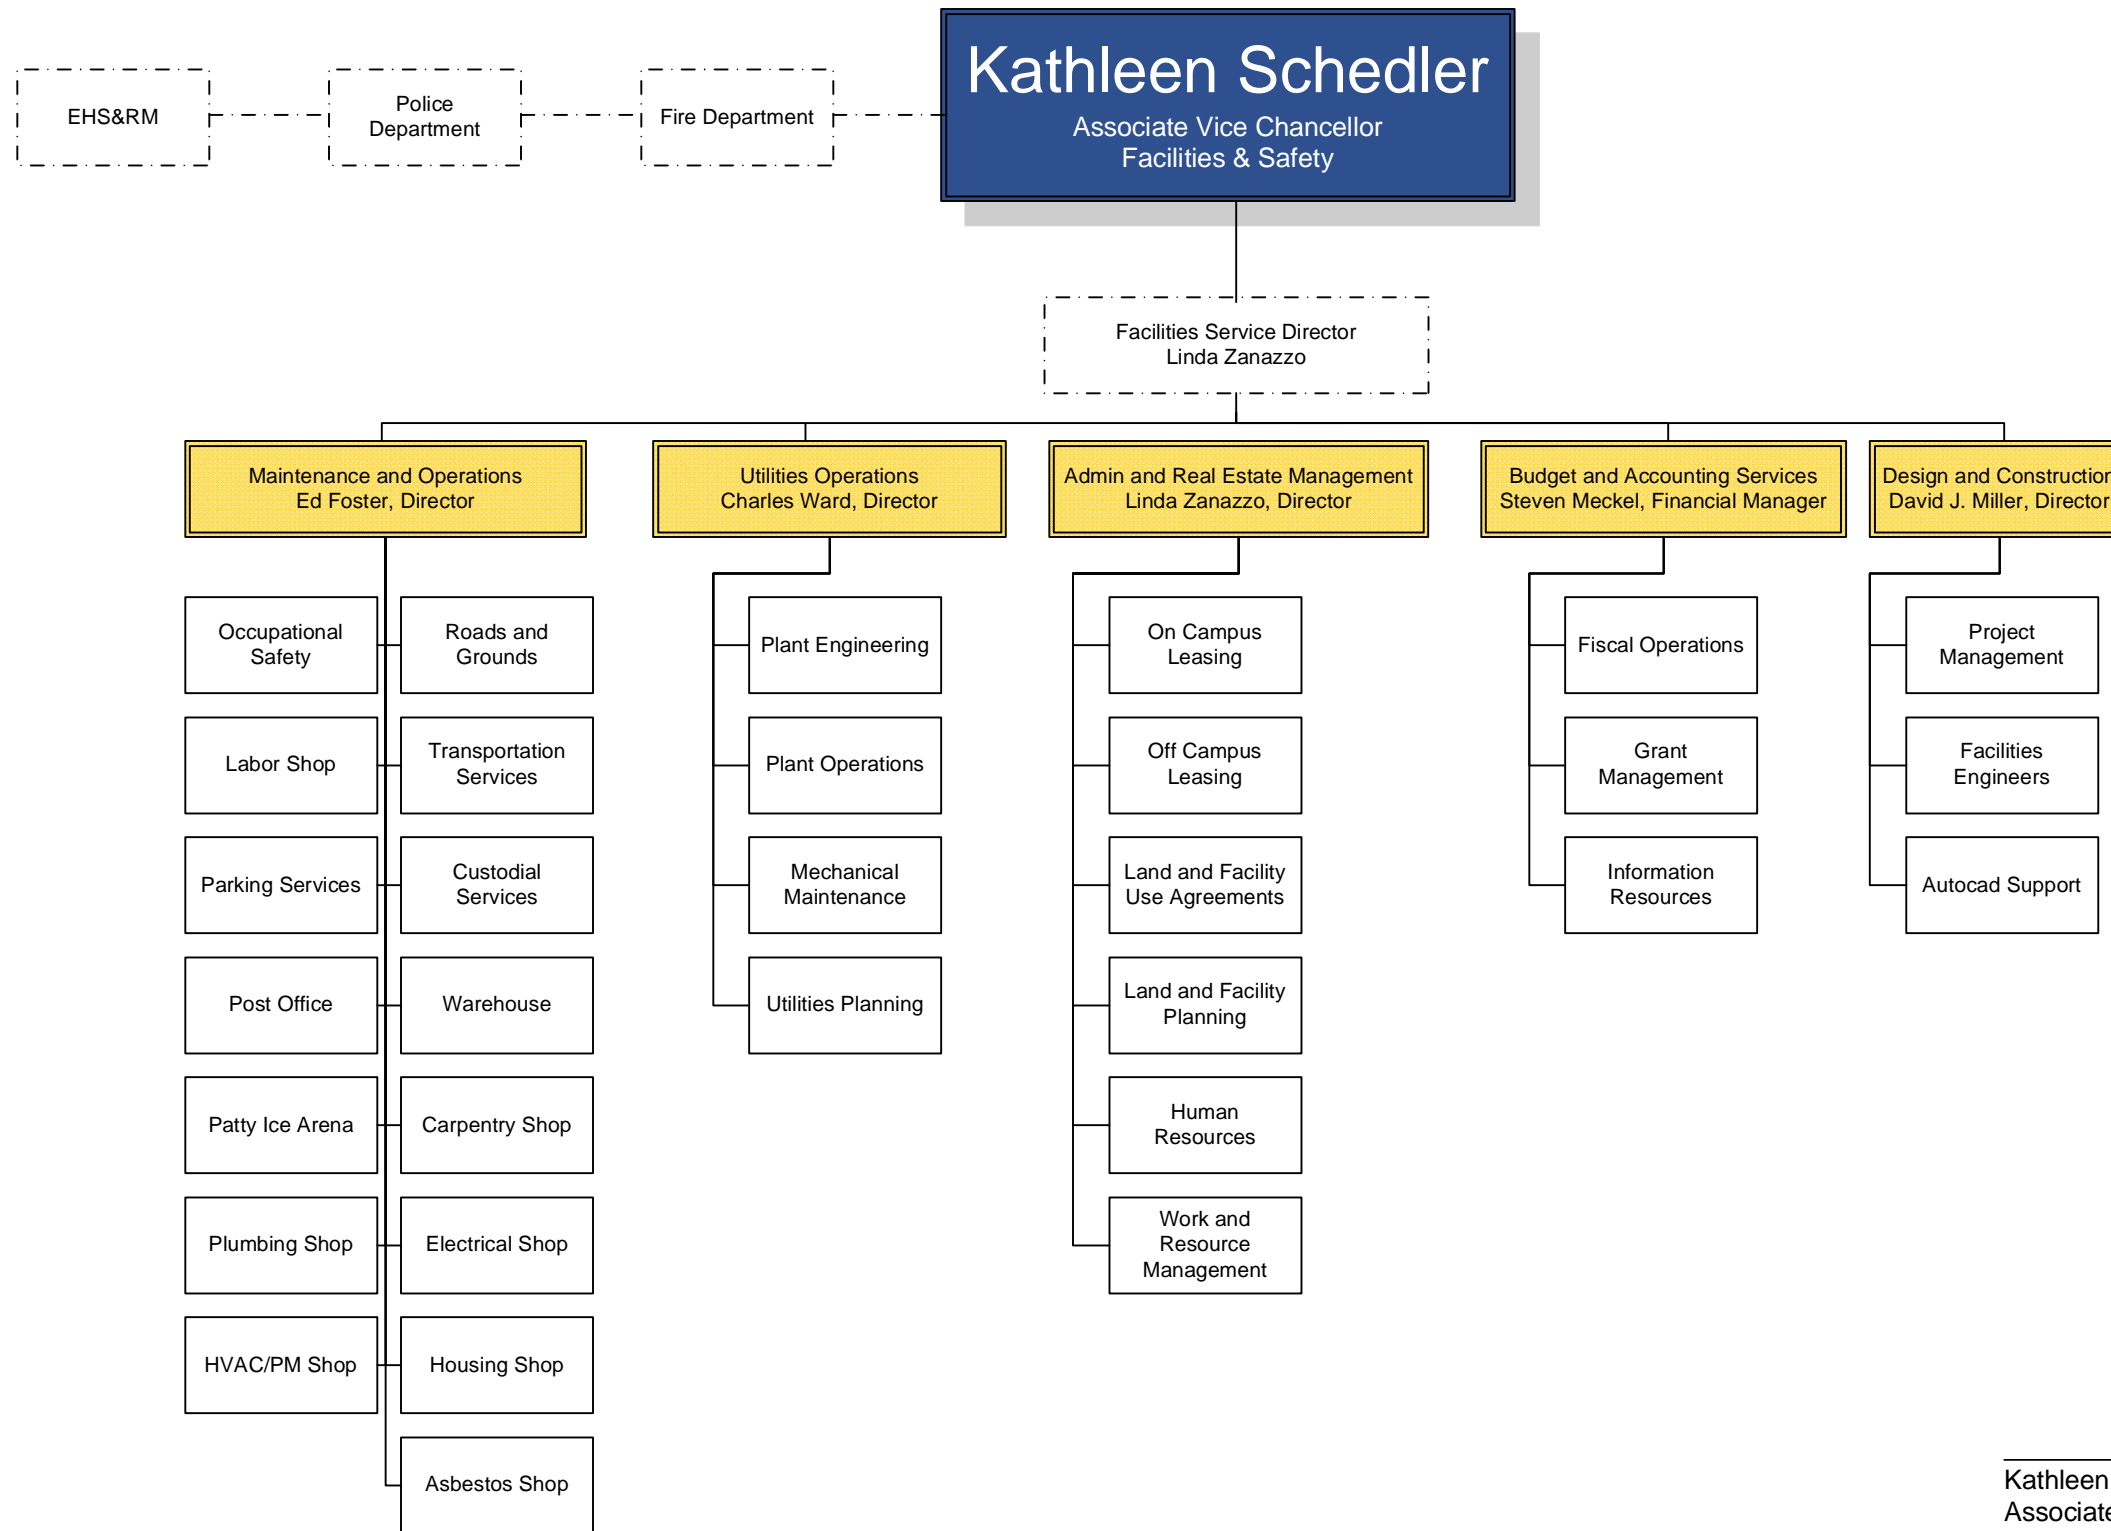 Kathleen Schedler
Associate Vice Chancellor
Facilities & Safety
EHS&RM
Police
Department
Fire Department
Facilities Service Director
Linda Zanazzo
Maintenance and Operations
Ed Foster, Director
Utilities Operations
Charles Ward, Director
Admin and Real Estate Management
Linda Zanazzo, Director
Budget and Accounting Services
Steven Meckel, Financial Manager
Design and Construction
David J. Miller, Director
Occupational
Safety
Roads and
Grounds
Labor Shop
Transportation
Services
Parking Services
Custodial
Services
Post Office
Warehouse
Patty Ice Arena
Carpentry Shop
Plumbing Shop
Electrical Shop
HVAC/PM Shop
Housing Shop
Asbestos Shop
Plant Engineering
Plant Operations
Mechanical
Maintenance
Utilities Planning
On Campus
Leasing
Off Campus
Leasing
Land and Facility
Use Agreements
Land and Facility
Planning
Human
Resources
Work and
Resource
Management
Fiscal Operations
Grant
Management
Information
Resources
Project
Management
Facilities
Engineers
Autocad Support
Kathleen
Associate